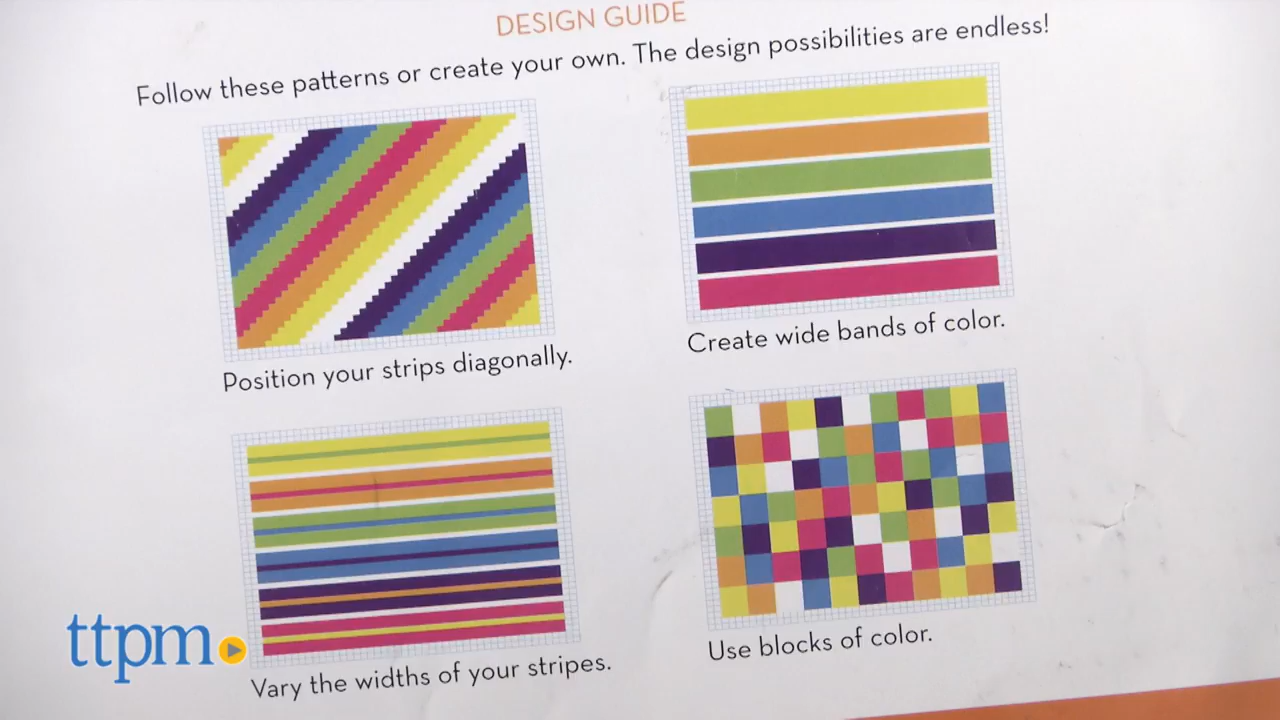 DESIGN GUIDE
Follow these patterns or create your own. The design possibilities are endless!
Position your strips diagonally.
Create wide bands of color.
Vary the widths of your stripes.
Use blocks of color.
ttpm